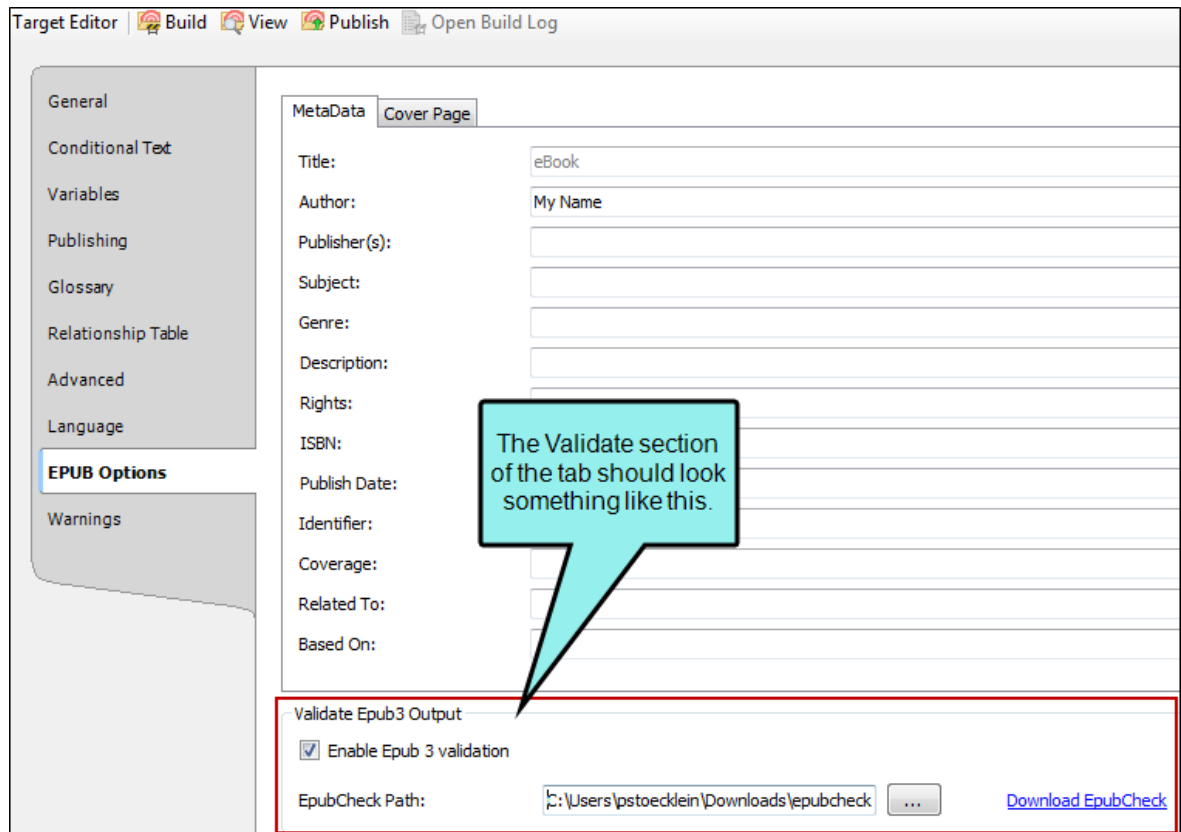 Target Editor Build View Publish Open Build Log
General
Conditional Text
Variables
Publishing
Glossary
Relationship Table
Advanced
Language
EPUB Options
Warnings
MetaData Cover Page
Title: eBook
Author: My Name
Publisher(s):
Subject:
Genre:
Description:
Rights:
ISBN:
Publish Date:
Identifier:
Coverage:
Related To:
Based On:
The Validate section
of the tab should look
something like this.
Validate Epub3 Output
Enable Epub 3 validation
EpubCheck Path: C:\Users\pstoecklein\Downloads\epubcheck ... Download EpubCheck